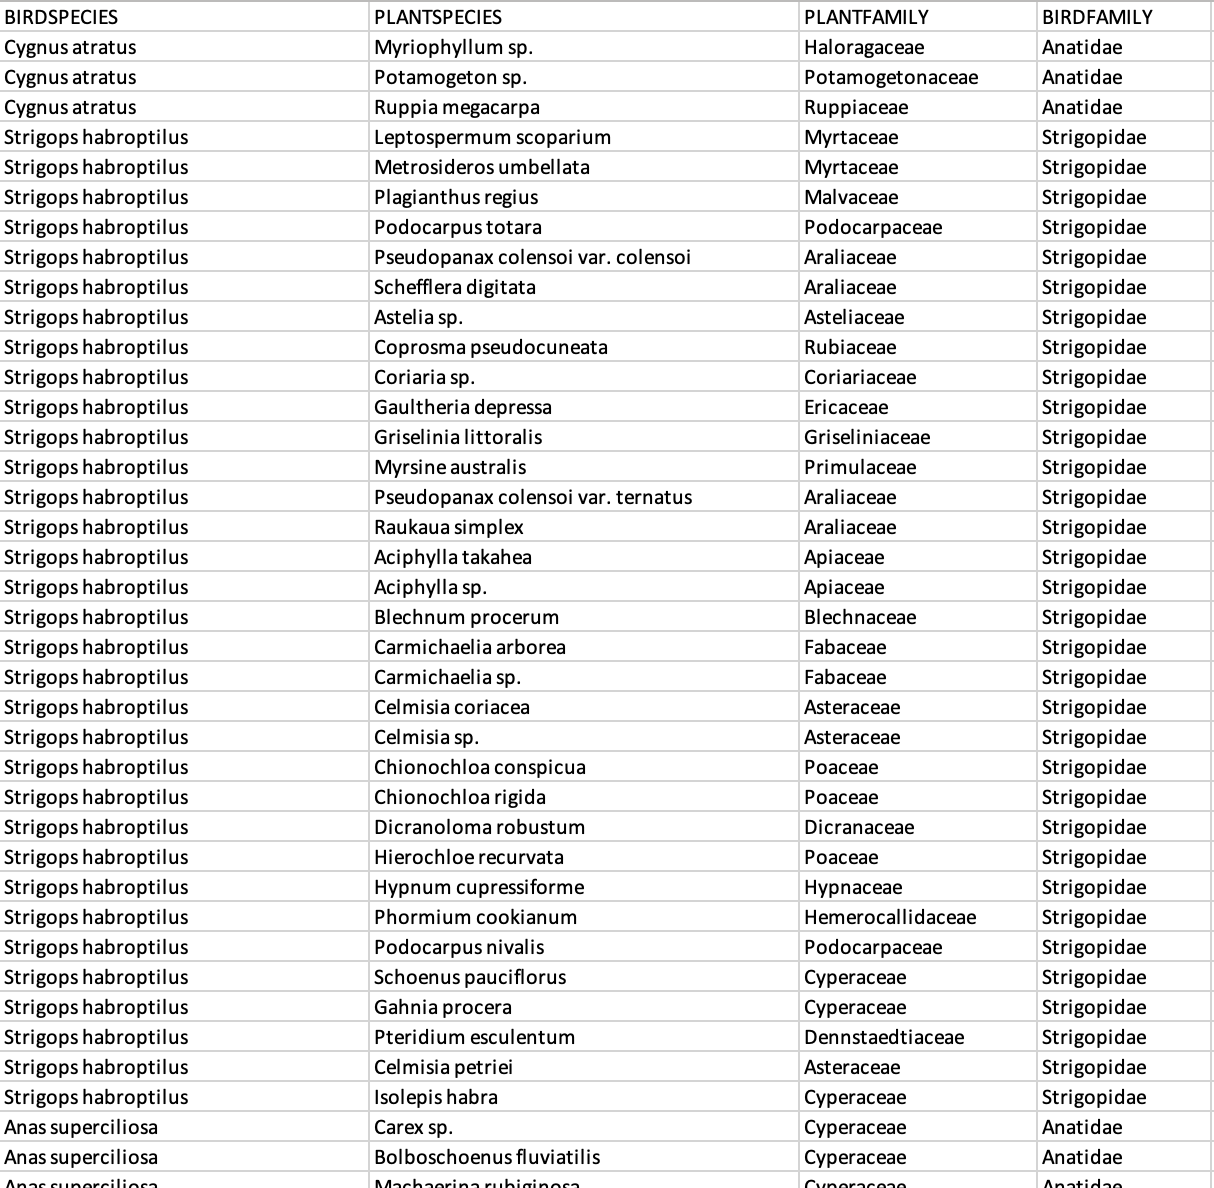 BIRDSPECIES PLANTSPECIES PLANTFAMILY BIRDFAMILY
Cygnus atratus Myriophyllum sp. Haloragaceae Anatidae
Cygnus atratus Potamogeton sp. Potamogetonaceae Anatidae
Cygnus atratus Ruppia megacarpa Ruppiaceae Anatidae
Strigops habroptilus Leptospermum scoparium Myrtaceae Strigopidae
Strigops habroptilus Metrosideros umbellata Myrtaceae Strigopidae
Strigops habroptilus Plagianthus regius Malvaceae Strigopidae
Strigops habroptilus Podocarpus totara Podocarpaceae Strigopidae
Strigops habroptilus Pseudopanax colensoi var. colensoi Araliaceae Strigopidae
Strigops habroptilus Schefflera digitata Araliaceae Strigopidae
Strigops habroptilus Astelia sp. Asteliaceae Strigopidae
Strigops habroptilus Coprosma pseudocuneata Rubiaceae Strigopidae
Strigops habroptilus Coriaria sp. Coriariaceae Strigopidae
Strigops habroptilus Gaultheria depressa Ericaceae Strigopidae
Strigops habroptilus Griselinia littoralis Griseliniaceae Strigopidae
Strigops habroptilus Myrsine australis Primulaceae Strigopidae
Strigops habroptilus Pseudopanax colensoi var. ternatus Araliaceae Strigopidae
Strigops habroptilus Raukaua simplex Araliaceae Strigopidae
Strigops habroptilus Aciphylla takahea Apiaceae Strigopidae
Strigops habroptilus Aciphylla sp. Apiaceae Strigopidae
Strigops habroptilus Blechnum procerum Blechnaceae Strigopidae
Strigops habroptilus Carmichaelia arborea Fabaceae Strigopidae
Strigops habroptilus Carmichaelia sp. Fabaceae Strigopidae
Strigops habroptilus Celmisia coriacea Asteraceae Strigopidae
Strigops habroptilus Celmisia sp. Asteraceae Strigopidae
Strigops habroptilus Chionochloa conspicua Poaceae Strigopidae
Strigops habroptilus Chionochloa rigida Poaceae Strigopidae
Strigops habroptilus Dicranoloma robustum Dicranaceae Strigopidae
Strigops habroptilus Hierochloe recurvata Poaceae Strigopidae
Strigops habroptilus Hypnum cupressiforme Hypnaceae Strigopidae
Strigops habroptilus Phormium cookianum Hemerocallidaceae Strigopidae
Strigops habroptilus Podocarpus nivalis Podocarpaceae Strigopidae
Strigops habroptilus Schoenus pauciflorus Cyperaceae Strigopidae
Strigops habroptilus Gahnia procera Cyperaceae Strigopidae
Strigops habroptilus Pteridium esculentum Dennstaedtiaceae Strigopidae
Strigops habroptilus Celmisia petriei Asteraceae Strigopidae
Strigops habroptilus Isolepis habra Cyperaceae Strigopidae
Anas superciliosa Carex sp. Cyperaceae Anatidae
Anas superciliosa Bolboschoenus fluviatilis Cyperaceae Anatidae
Anas superciliosa Machaerina rubiginosa Cyperaceae Anatidae